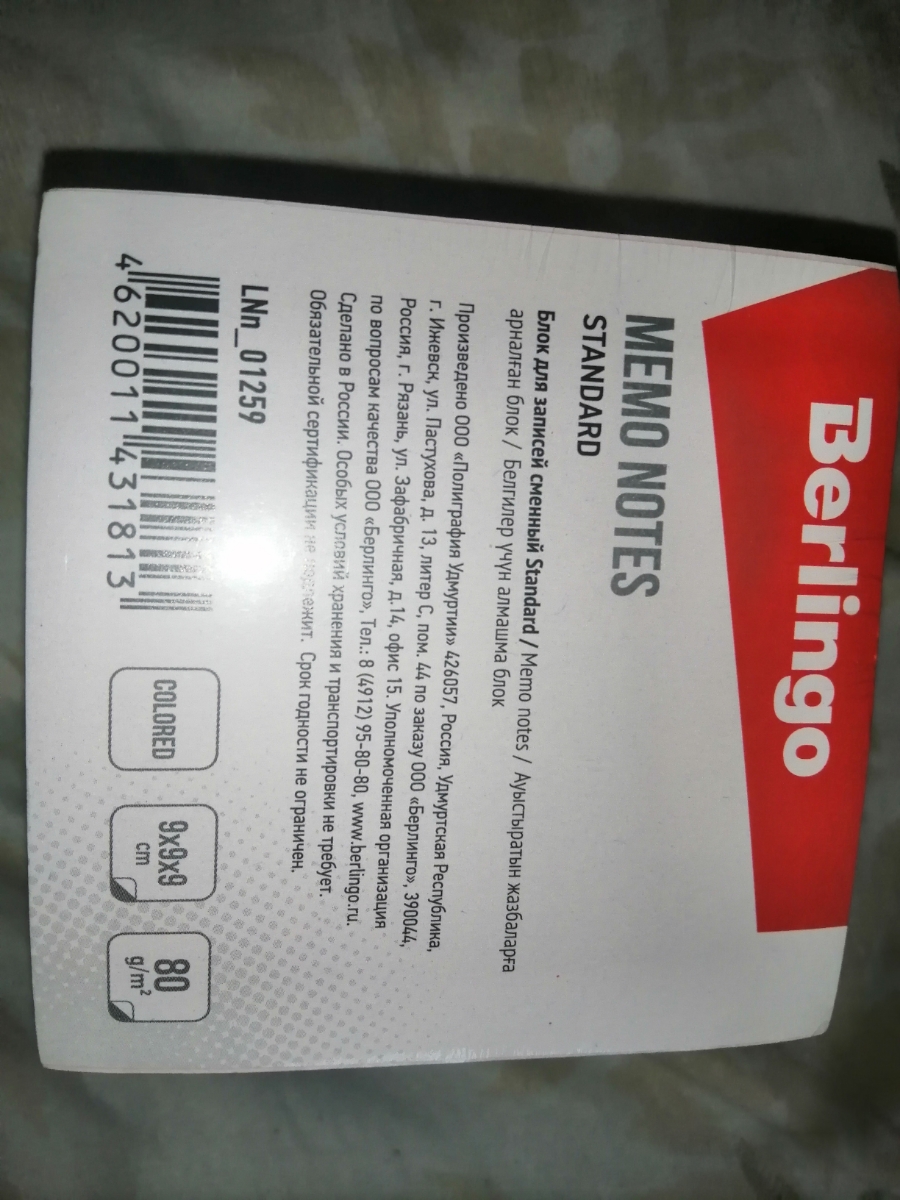 Berlingo
MEMO NOTES
STANDARD
Блок для записей сменный Standard / Memo notes / Ауыстыратын жазбаларға
арналған блок / Белгилер үчүн алмашма блок
Произведено ООО «Полиграфия Удмуртии» 426057, Россия, Удмуртская Республика,
г. Ижевск, ул. Пастухова, д. 13, литер С, пом. 44 по заказу ООО «Берлинго», 390044,
Россия, г. Рязань, ул. Зафабричная, д.14, офис 15. Уполномоченная организация
по вопросам качества ООО «Берлинго», Тел.: 8 (4912) 95-80-80, www.berlingo.ru.
Сделано в России. Особых условий хранения и транспортировки не требует.
Обязательной сертификации не подлежит. Срок годности не ограничен.
LNn_01259
4 620011 431813
COLORED
9x9x9
cm
80
g/m²